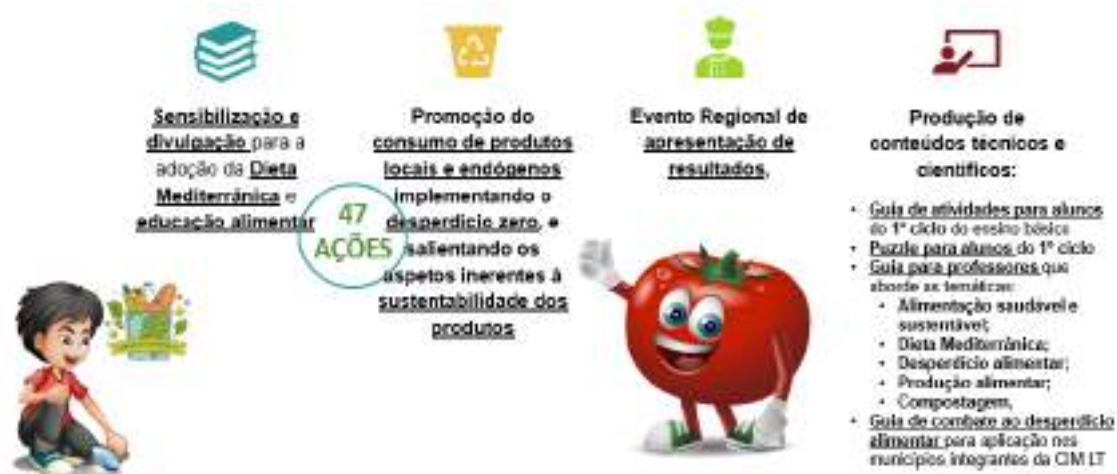 Sensibilização e
divulgação para a
adoção da Dieta
Mediterrânica e
educação alimentar
47
AÇÕES
Promoção do
consumo de produtos
locais e endógenos
implementando o
desperdício zero, e
salientando os
aspetos inerentes à
sustentabilidade dos
produtos
Evento Regional de
apresentação de
resultados,
Produção de
conteúdos técnicos e
científicos:
• Guia de atividades para alunos
do 1º ciclo do ensino básico
• Puzzle para alunos do 1º ciclo
• Guia para professores que
aborde as temáticas:
• Alimentação saudável e
sustentável;
• Dieta Mediterrânica;
• Desperdício alimentar;
• Produção alimentar;
• Compostagem,
• Guia de combate ao desperdício
alimentar para aplicação nos
municípios integrantes da CIM LT